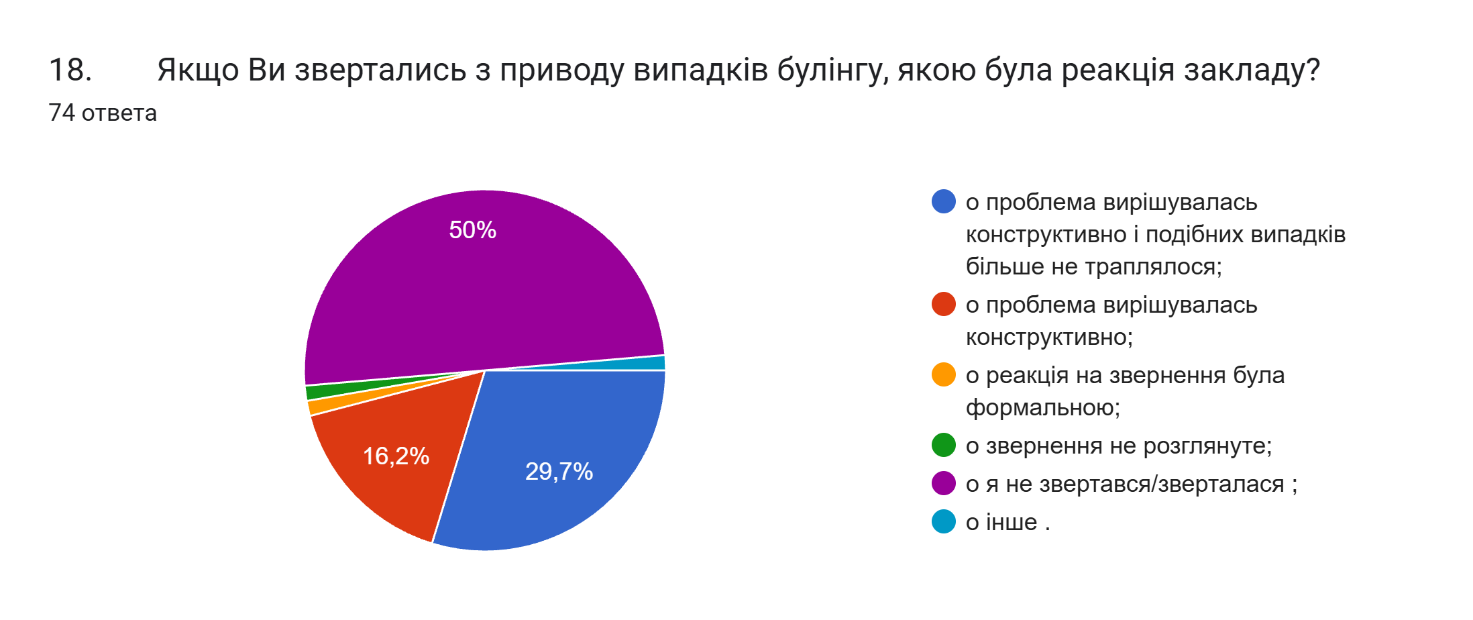 18. Якщо Ви звертались з приводу випадків булінгу, якою була реакція закладу?
74 ответа
50%
16,2%
29,7%
o проблема вирішувалась
конструктивно і подібних випадків
більше не траплялося;
o проблема вирішувалась
конструктивно;
o реакція на звернення була
формальною;
o звернення не розглянуте;
o я не звертався/зверталася ;
o інше .